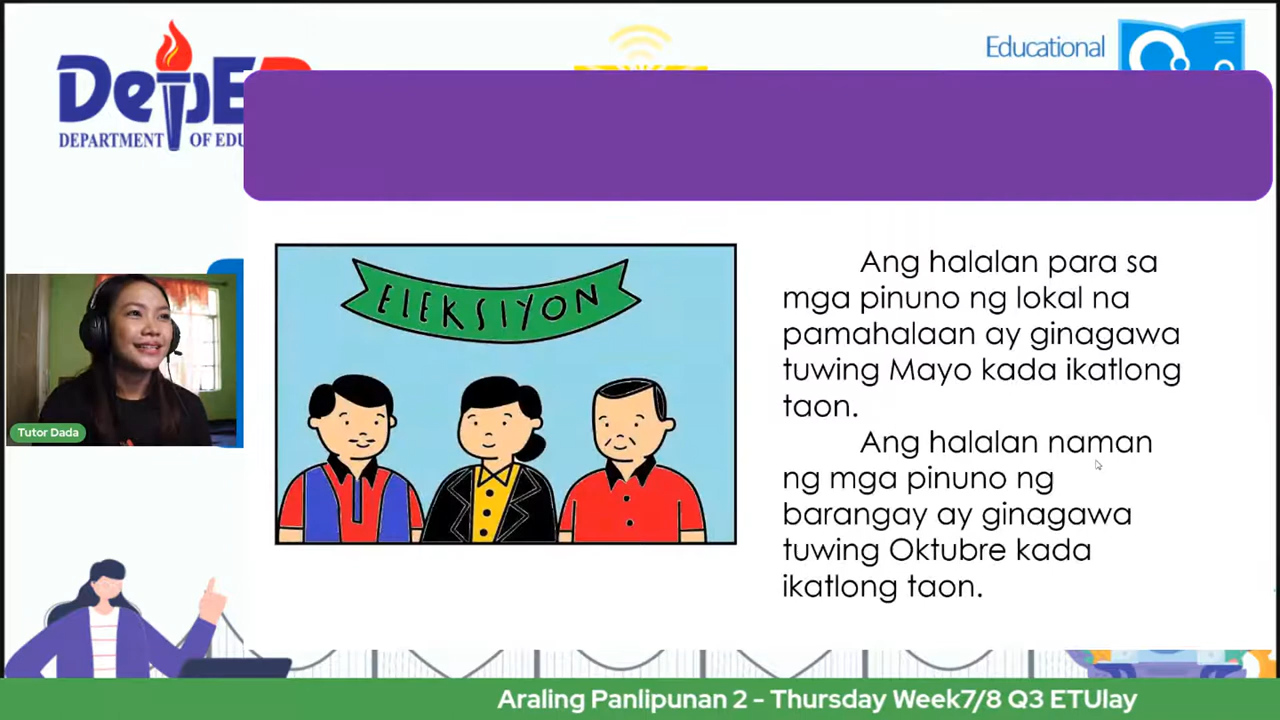 DepED
DEPARTMENT OF EDU
Educational
ELEKSIYON
Ang halalan para sa
mga pinuno ng lokal na
pamahalaan ay ginagawa
tuwing Mayo kada ikatlong
taon.
Ang halalan naman
ng mga pinuno ng
barangay ay ginagawa
tuwing Oktubre kada
ikatlong taon.
Tutor Dada
Araling Panlipunan 2 - Thursday Week7/8 Q3 ETUlay